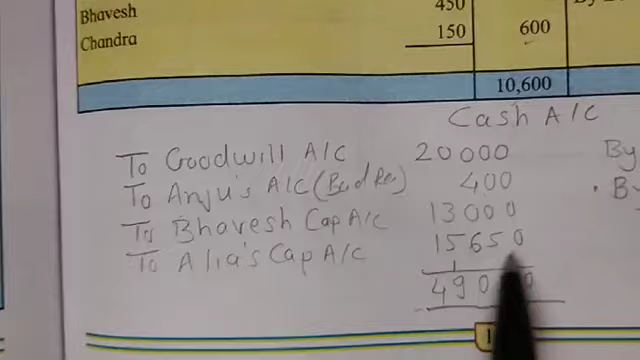 Bhavesh 450
Chandra 150 600
10,600
Cash A/C
To Goodwill A/C 20000 By
To Anju's A/C (Bad Rec) 400
To Bhavesh Cap A/C 13000
To Alia's Cap A/C 15650